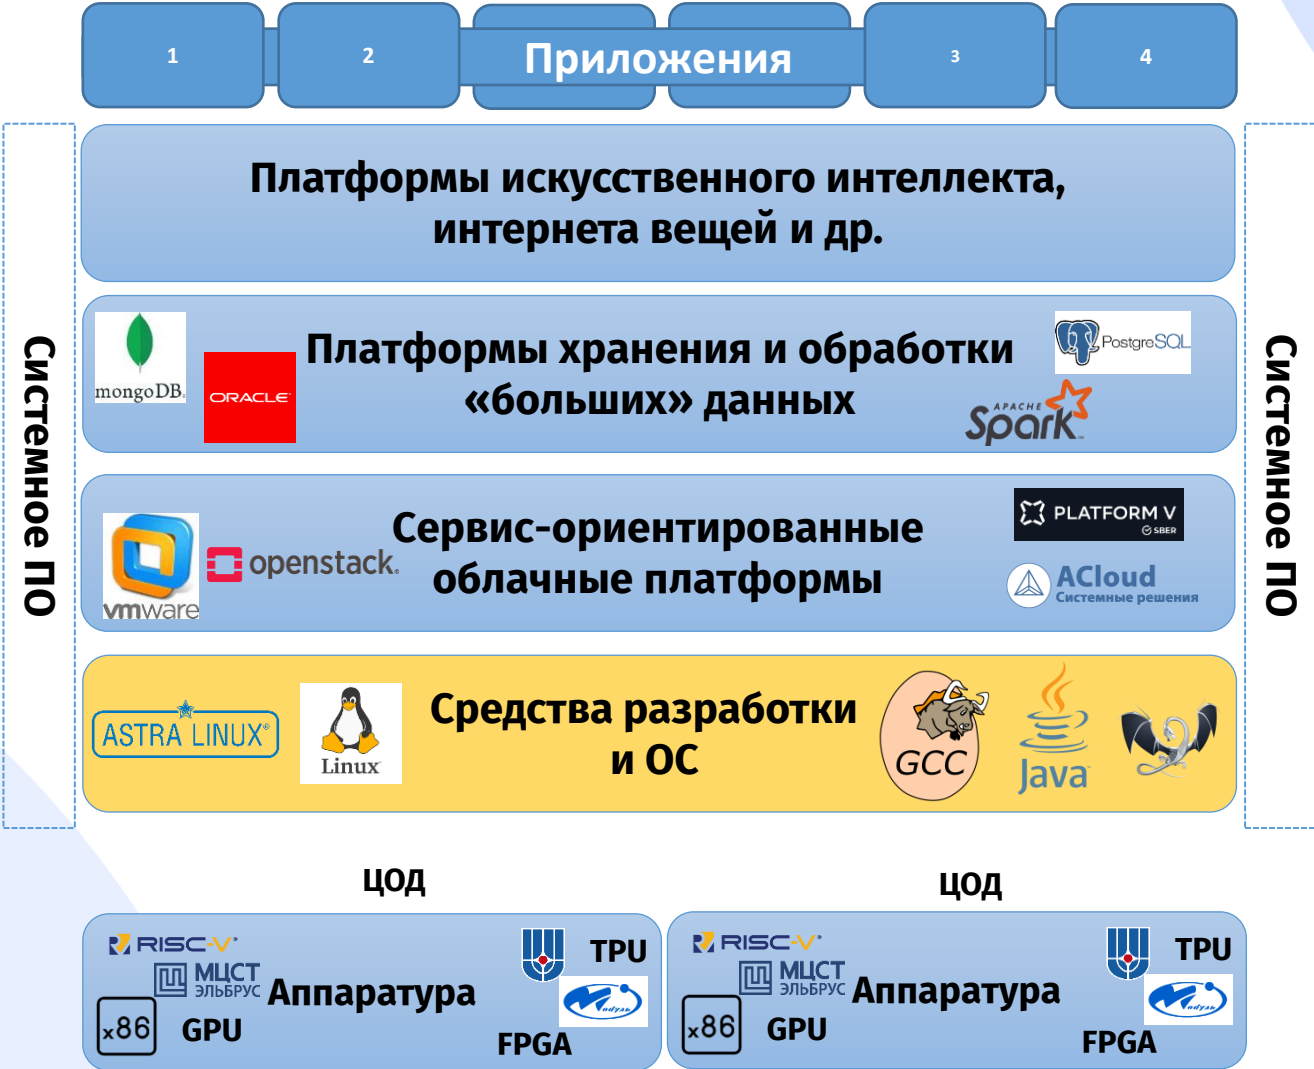 1
2
Приложения
3
4
Системное ПО
Платформы искусственного интеллекта,
интернета вещей и др.
mongoDB.
ORACLE
Платформы хранения и обработки
«больших» данных
PostgreSQL
APACHE
Spark
vmware
openstack.
Сервис-ориентированные
облачные платформы
PLATFORM V
SBER
ACloud
Системные решения
ASTRA LINUX®
Linux
Средства разработки
и ОС
GCC
Java
Системное ПО
ЦОД
RISC-V
МЦСТ
ЭЛЬБРУС
Аппаратура
x86
GPU
TPU
Модуль
FPGA
ЦОД
RISC-V
МЦСТ
ЭЛЬБРУС
Аппаратура
x86
GPU
TPU
Модуль
FPGA